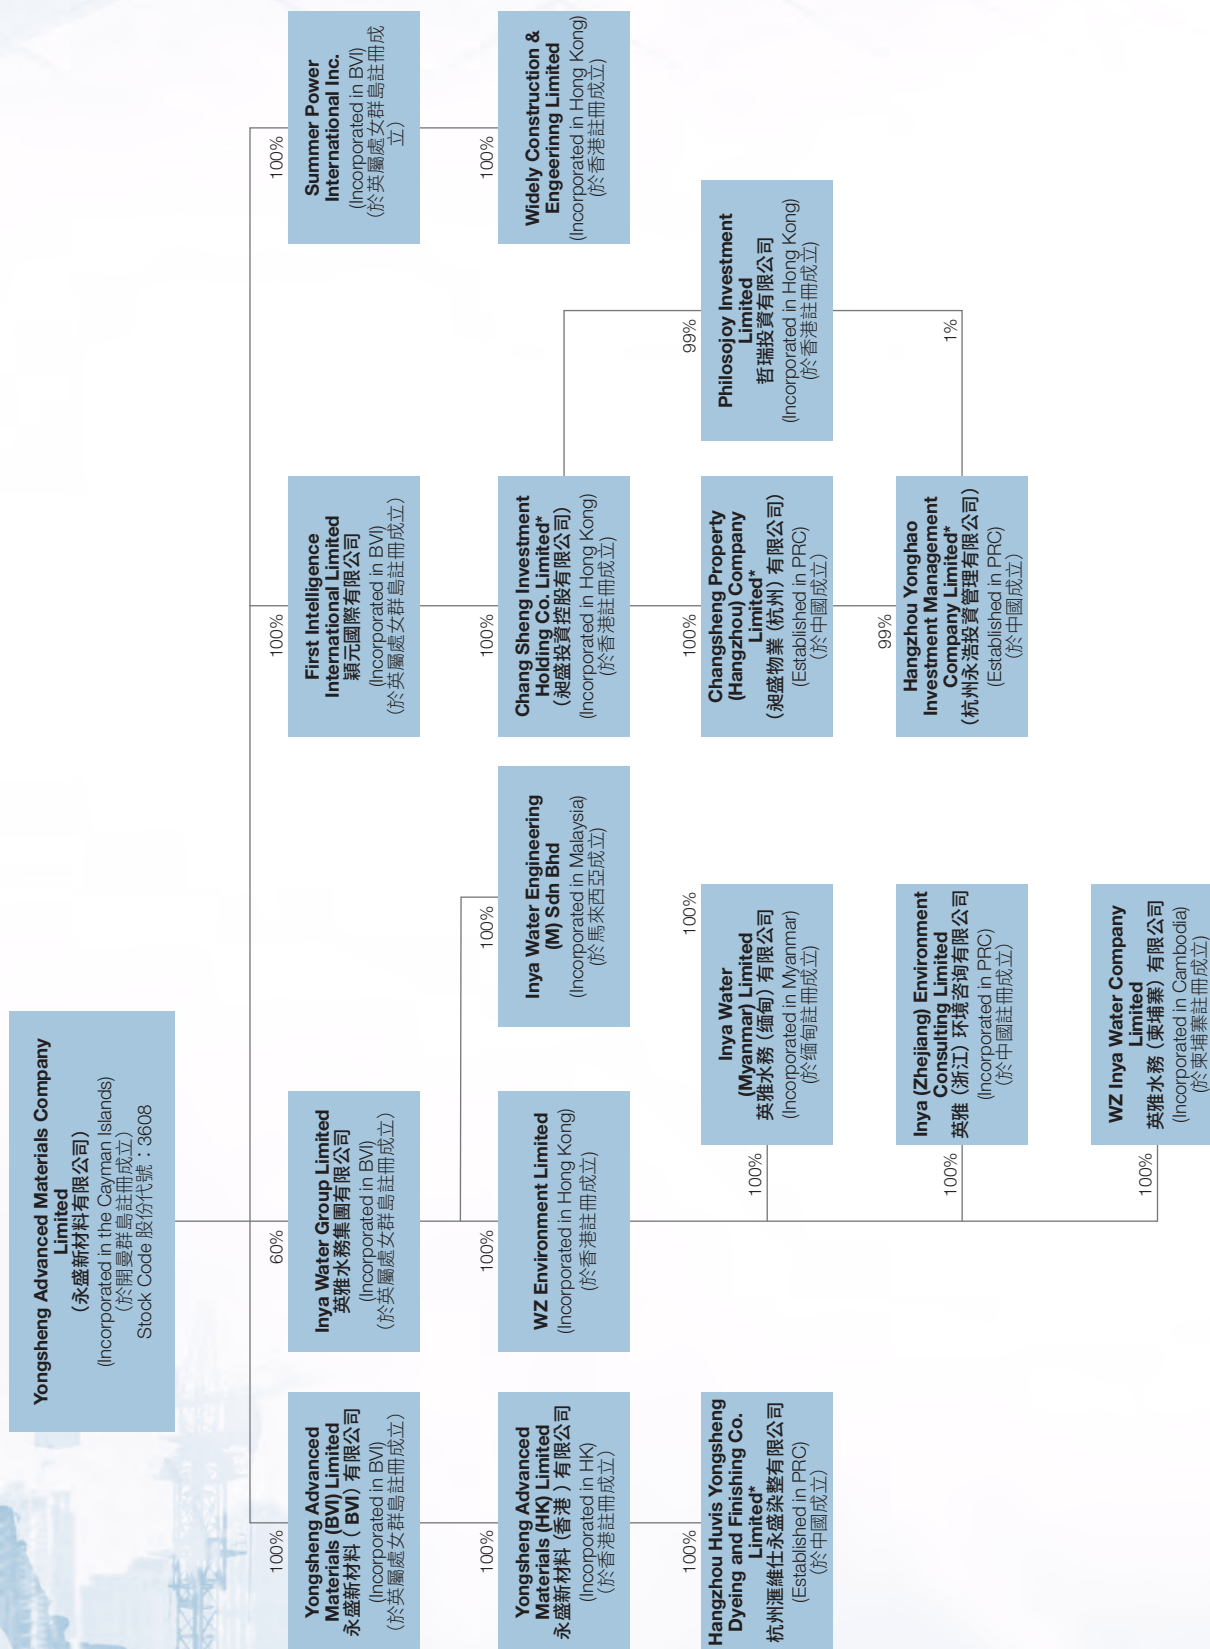 Yongsheng Advanced Materials Company
Limited
(永盛新材料有限公司)
(Incorporated in the Cayman Islands)
(於開曼群島註冊成立)
Stock Code 股份代號：3608
100%
60%
100%
100%
Yongsheng Advanced
Materials (BVI) Limited
永盛新材料（BVI）有限公司
(Incorporated in BVI)
(於英屬處女群島註冊成立)
Inya Water Group Limited
英雅水務集團有限公司
(Incorporated in BVI)
(於英屬處女群島註冊成立)
First Intelligence
International Limited
穎元國際有限公司
(Incorporated in BVI)
(於英屬處女群島註冊成立)
Summer Power
International Inc.
(Incorporated in BVI)
(於英屬處女群島註冊成
立)
100%
100%
100%
100%
100%
Yongsheng Advanced
Materials (HK) Limited
永盛新材料（香港）有限公司
(Incorporated in HK)
(於香港註冊成立)
WZ Environment Limited
(Incorporated in Hong Kong)
(於香港註冊成立)
Inya Water Engineering
(M) Sdn Bhd
(Incorporated in Malaysia)
(於馬來西亞成立)
Chang Sheng Investment
Holding Co. Limited*
(昶盛投資控股有限公司)
(Incorporated in Hong Kong)
(於香港註冊成立)
Widely Construction &
Engeerinng Limited
(Incorporated in Hong Kong)
(於香港註冊成立)
100%
100%
100%
100%
99%
Hangzhou Huvis Yongsheng
Dyeing and Finishing Co.
Limited*
杭州滙維仕永盛染整有限公司
(Established in PRC)
(於中國成立)
Inya Water
(Myanmar) Limited
英雅水務（缅甸）有限公司
(Incorporated in Myanmar)
(於缅甸註冊成立)
Changsheng Property
(Hangzhou) Company
Limited*
(昶盛物業（杭州）有限公司)
(Established in PRC)
(於中國成立)
Philosojoy Investment
Limited
哲瑞投資有限公司
(Incorporated in Hong Kong)
(於香港註冊成立)
100%
99%
1%
Inya (Zhejiang) Environment
Consulting Limited
英雅（浙江）环境咨询有限公司
(Incorporated in PRC)
(於中國註冊成立)
Hangzhou Yonghao
Investment Management
Company Limited*
(杭州永浩投資管理有限公司)
(Established in PRC)
(於中國成立)
100%
WZ Inya Water Company
Limited
英雅水務（柬埔寨）有限公司
(Incorporated in Cambodia)
(於柬埔寨註冊成立)